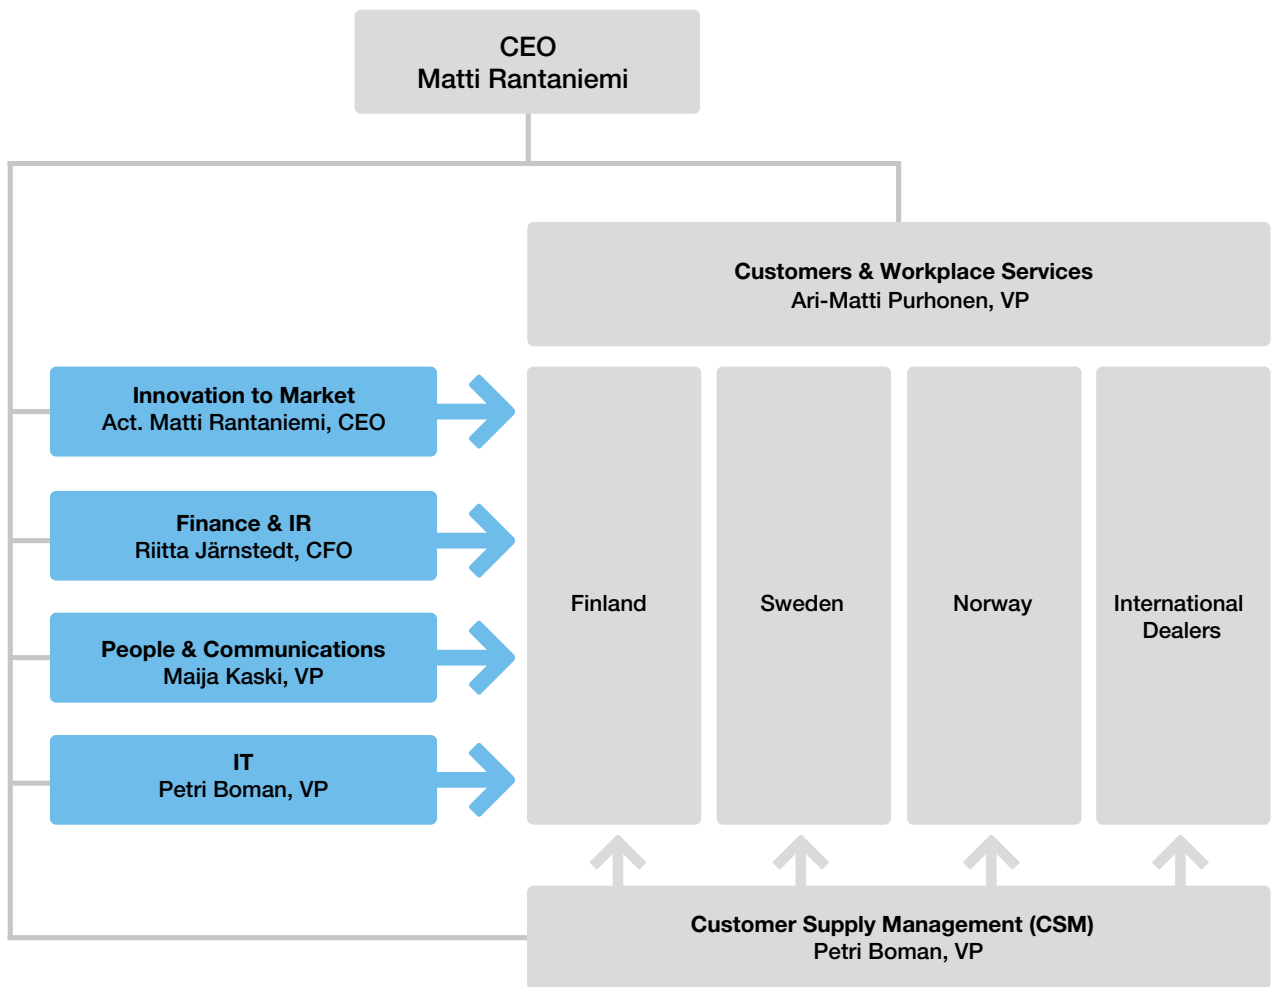 CEO
Matti Rantaniemi
Customers & Workplace Services
Ari-Matti Purhonen, VP
Innovation to Market
Act. Matti Rantaniemi, CEO
Finance & IR
Riitta Järnstedt, CFO
People & Communications
Maija Kaski, VP
IT
Petri Boman, VP
Finland
Sweden
Norway
International
Dealers
Customer Supply Management (CSM)
Petri Boman, VP